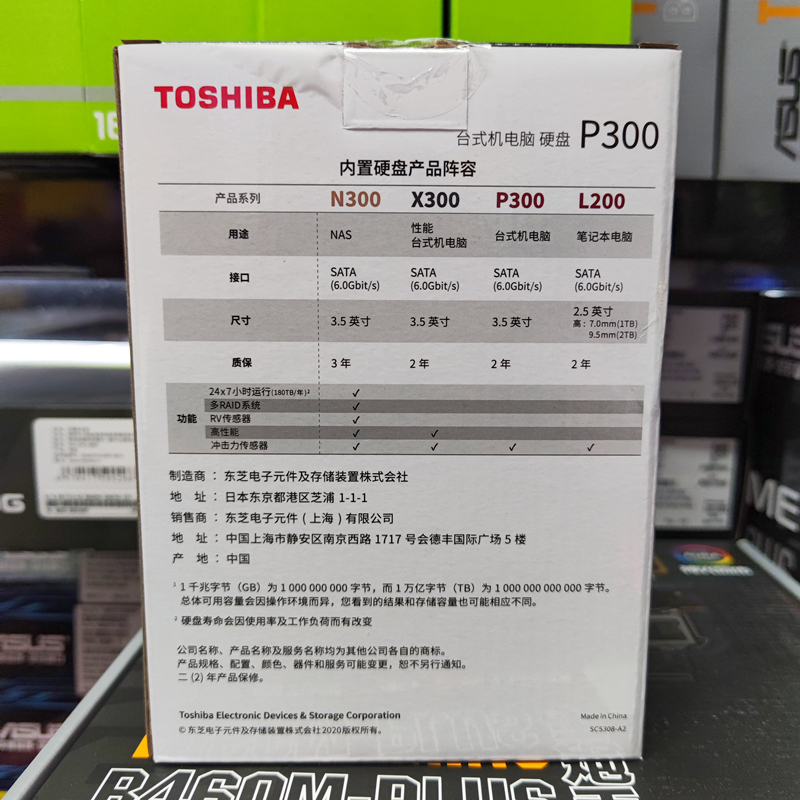 TOSHIBA
台式机电脑 硬盘 P300
内置硬盘产品阵容
产品系列 N300 X300 P300 L200
用途 NAS 性能 台式机电脑 台式机电脑 笔记本电脑
接口 SATA (6.0Gbit/s) SATA (6.0Gbit/s) SATA (6.0Gbit/s) SATA (6.0Gbit/s)
尺寸 3.5 英寸 3.5 英寸 3.5 英寸 2.5 英寸 高：7.0mm(1TB) 9.5mm(2TB)
质保 3 年 2 年 2 年 2 年
功能
24x7小时运行(180TB/年)² ✓
多RAID系统 ✓
RV传感器 ✓
高性能 ✓ ✓
冲击力传感器 ✓ ✓ ✓ ✓
制造商 ： 东芝电子元件及存储装置株式会社
地 址 ： 日本东京都港区芝浦 1-1-1
销售商 ： 东芝电子元件 ( 上海 ) 有限公司
地 址 ： 中国上海市静安区南京西路 1717 号会德丰国际广场 5 楼
产 地 ： 中国
¹ 1 千兆字节（GB）为 1 000 000 000 字节，而 1 万亿字节（TB）为 1 000 000 000 000 字节。
总体可用容量会因操作环境而异，您看到的结果和存储容量也可能相应不同。
² 硬盘寿命会因使用率及工作负荷而有改变
公司名称、产品名称及服务名称均为其他公司各自的商标。
产品规格、配置、颜色、器件和服务可能变更，恕不另行通知。
二 (2) 年产品保修。
Toshiba Electronic Devices & Storage Corporation
©东芝电子元件及存储装置株式会社2020版权所有。
Made in China
SC5308-A2
ASUS
B460M-PLUS